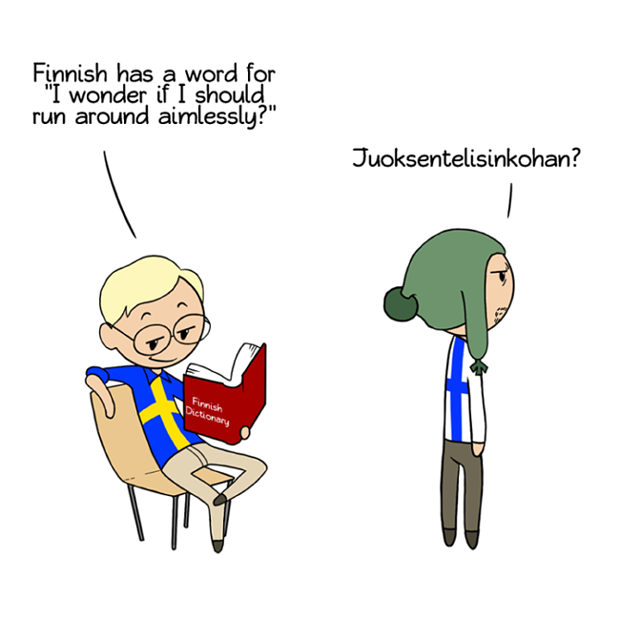 Finnish has a word for
"I wonder if I should
run around aimlessly?"
Juoksentelisinkohan?
Finnish
Dictionary